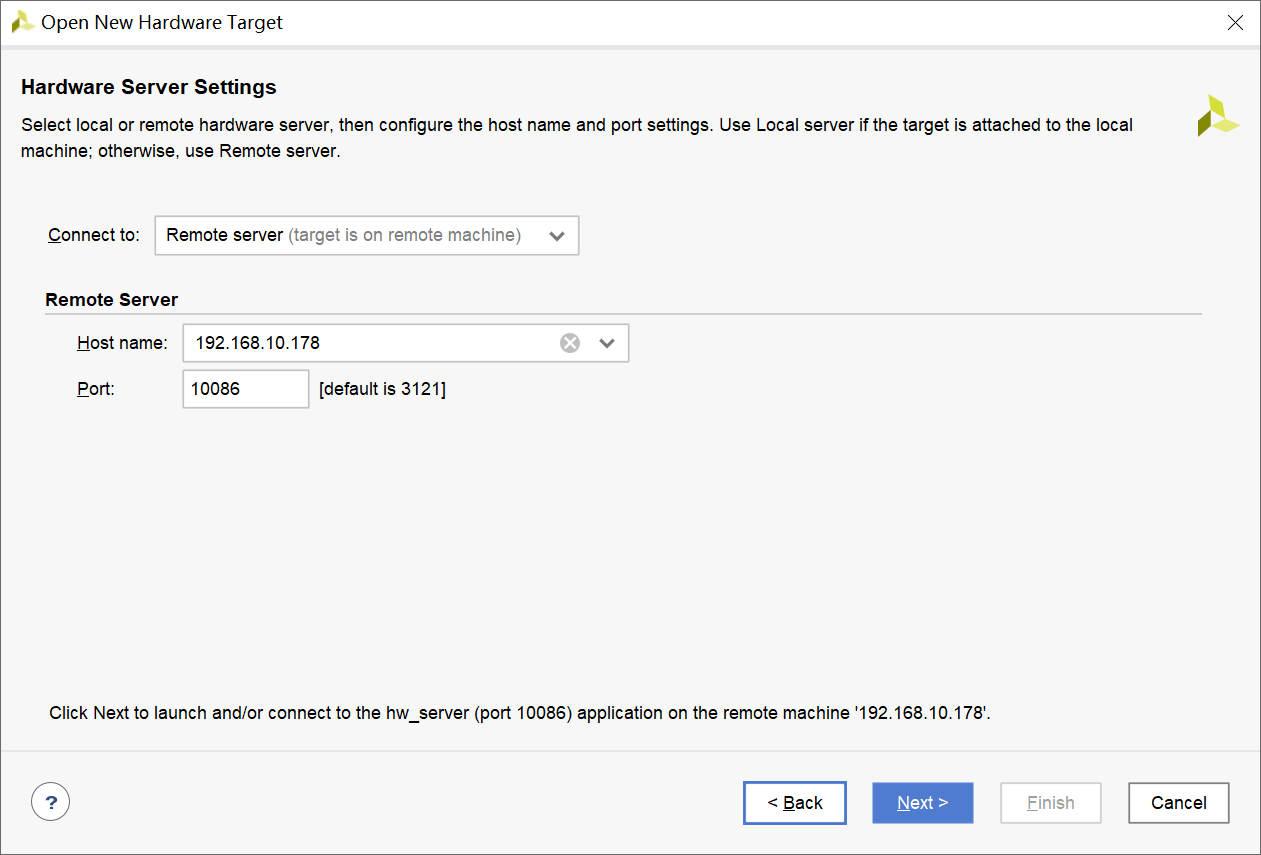 Open New Hardware Target
Hardware Server Settings
Select local or remote hardware server, then configure the host name and port settings. Use Local server if the target is attached to the local
machine; otherwise, use Remote server.
Connect to: Remote server (target is on remote machine)
Remote Server
Host name: 192.168.10.178
Port: 10086 [default is 3121]
Click Next to launch and/or connect to the hw_server (port 10086) application on the remote machine '192.168.10.178'.
? < Back Next > Finish Cancel